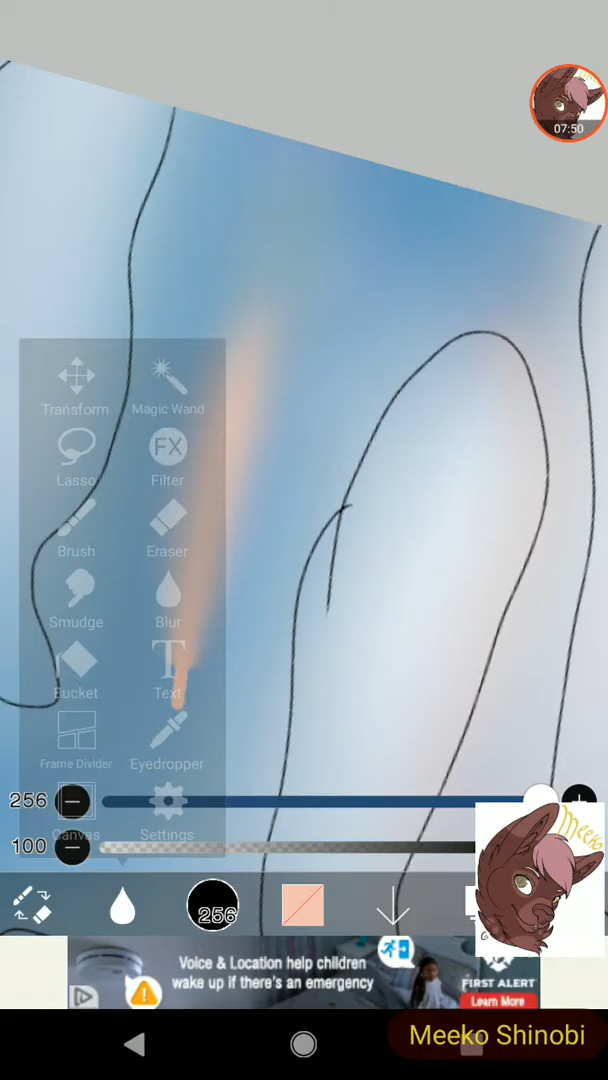 07:50
Transform
Magic Wand
Lasso
FX
Filter
Brush
Eraser
Smudge
Blur
Bucket
T
Text
Frame Divider
Eyedropper
256
Canvas
Settings
100
Meeko
256
Voice & Location help children
wake up if there's an emergency
FIRST ALERT
Learn More
Meeko Shinobi